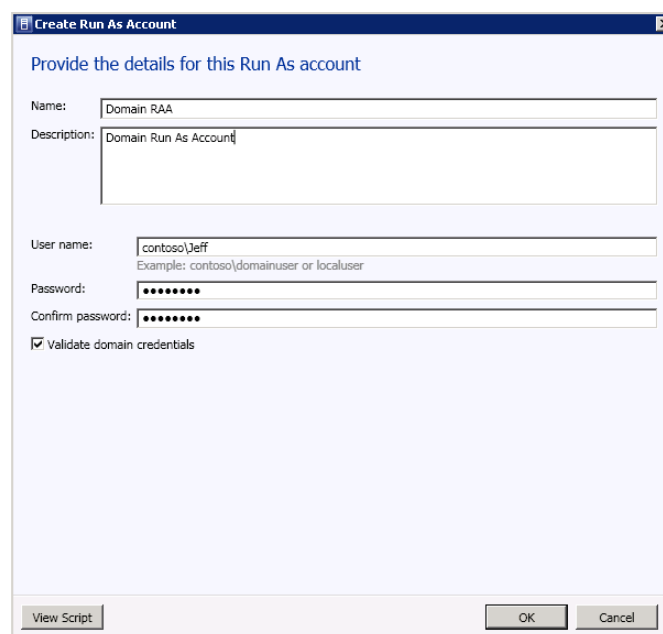 Create Run As Account
Provide the details for this Run As account
Name: Domain RAA
Description: Domain Run As Account
User name: contoso\Jeff
Example: contoso\domainuser or localuser
Password: ●●●●●●●●
Confirm password: ●●●●●●●●
Validate domain credentials
View Script OK Cancel